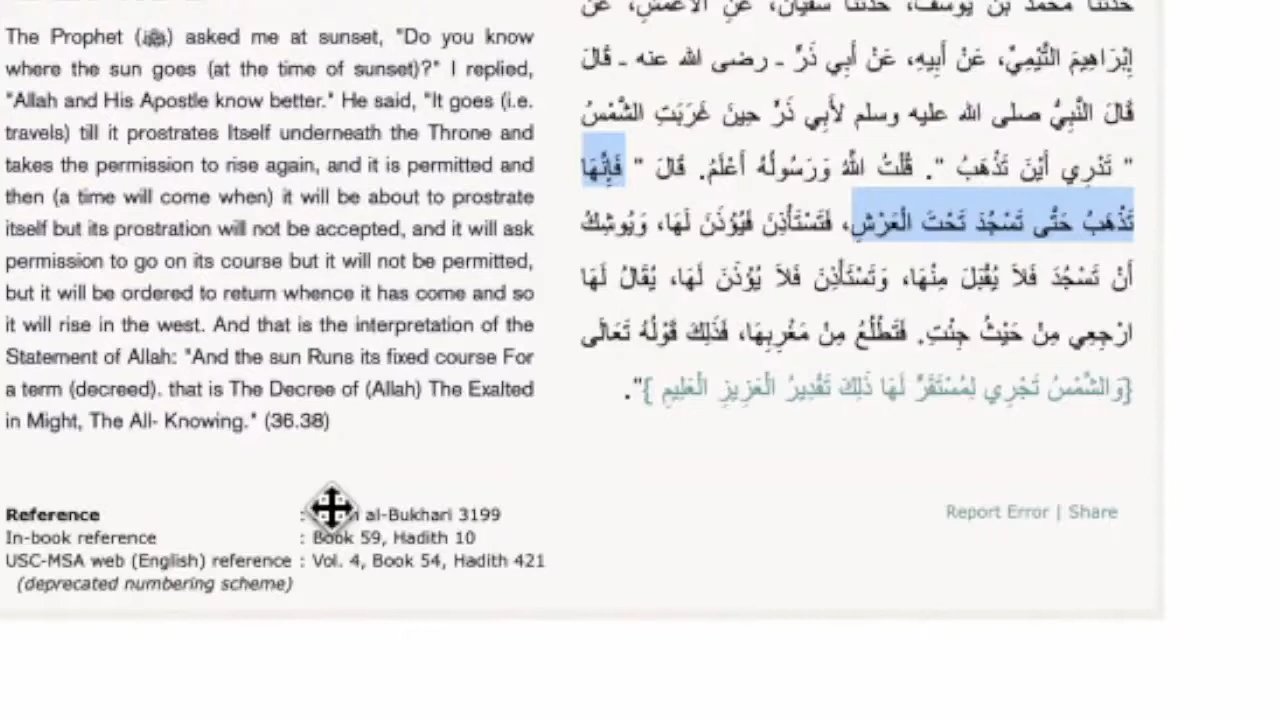 The Prophet (ﷺ) asked me at sunset, "Do you know
where the sun goes (at the time of sunset)?" I replied,
"Allah and His Apostle know better." He said, "It goes (i.e.
travels) till it prostrates Itself underneath the Throne and
takes the permission to rise again, and it is permitted and
then (a time will come when) it will be about to prostrate
itself but its prostration will not be accepted, and it will ask
permission to go on its course but it will not be permitted,
but it will be ordered to return whence it has come and so
it will rise in the west. And that is the interpretation of the
Statement of Allah: "And the sun Runs its fixed course For
a term (decreed). that is The Decree of (Allah) The Exalted
in Might, The All- Knowing." (36.38)
حَدَّثَنَا مُحَمَّدُ بْنُ يُوسُفَ، حَدَّثَنَا سُفْيَانُ، عَنِ الأَعْمَشِ، عَنْ
إِبْرَاهِيمَ التَّيْمِيِّ، عَنْ أَبِيهِ، عَنْ أَبِي ذَرٍّ ـ رضى الله عنه ـ قَالَ
قَالَ النَّبِيُّ صلى الله عليه وسلم لأَبِي ذَرٍّ حِينَ غَرَبَتِ الشَّمْسُ
" تَدْرِي أَيْنَ تَذْهَبُ ". قُلْتُ اللَّهُ وَرَسُولُهُ أَعْلَمُ. قَالَ " فَإِنَّهَا
تَذْهَبُ حَتَّى تَسْجُدَ تَحْتَ الْعَرْشِ، فَتَسْتَأْذِنَ فَيُؤْذَنَ لَهَا، وَيُوشِكُ
أَنْ تَسْجُدَ فَلاَ يُقْبَلَ مِنْهَا، وَتَسْتَأْذِنَ فَلاَ يُؤْذَنَ لَهَا، يُقَالُ لَهَا
ارْجِعِي مِنْ حَيْثُ جِئْتِ. فَتَطْلُعُ مِنْ مَغْرِبِهَا، فَذَلِكَ قَوْلُهُ تَعَالَى
{وَالشَّمْسُ تَجْرِي لِمُسْتَقَرٍّ لَهَا ذَلِكَ تَقْدِيرُ الْعَزِيزِ الْعَلِيمِ }".
Reference : al-Bukhari 3199
In-book reference : Book 59, Hadith 10
USC-MSA web (English) reference : Vol. 4, Book 54, Hadith 421
(deprecated numbering scheme)
Report Error | Share